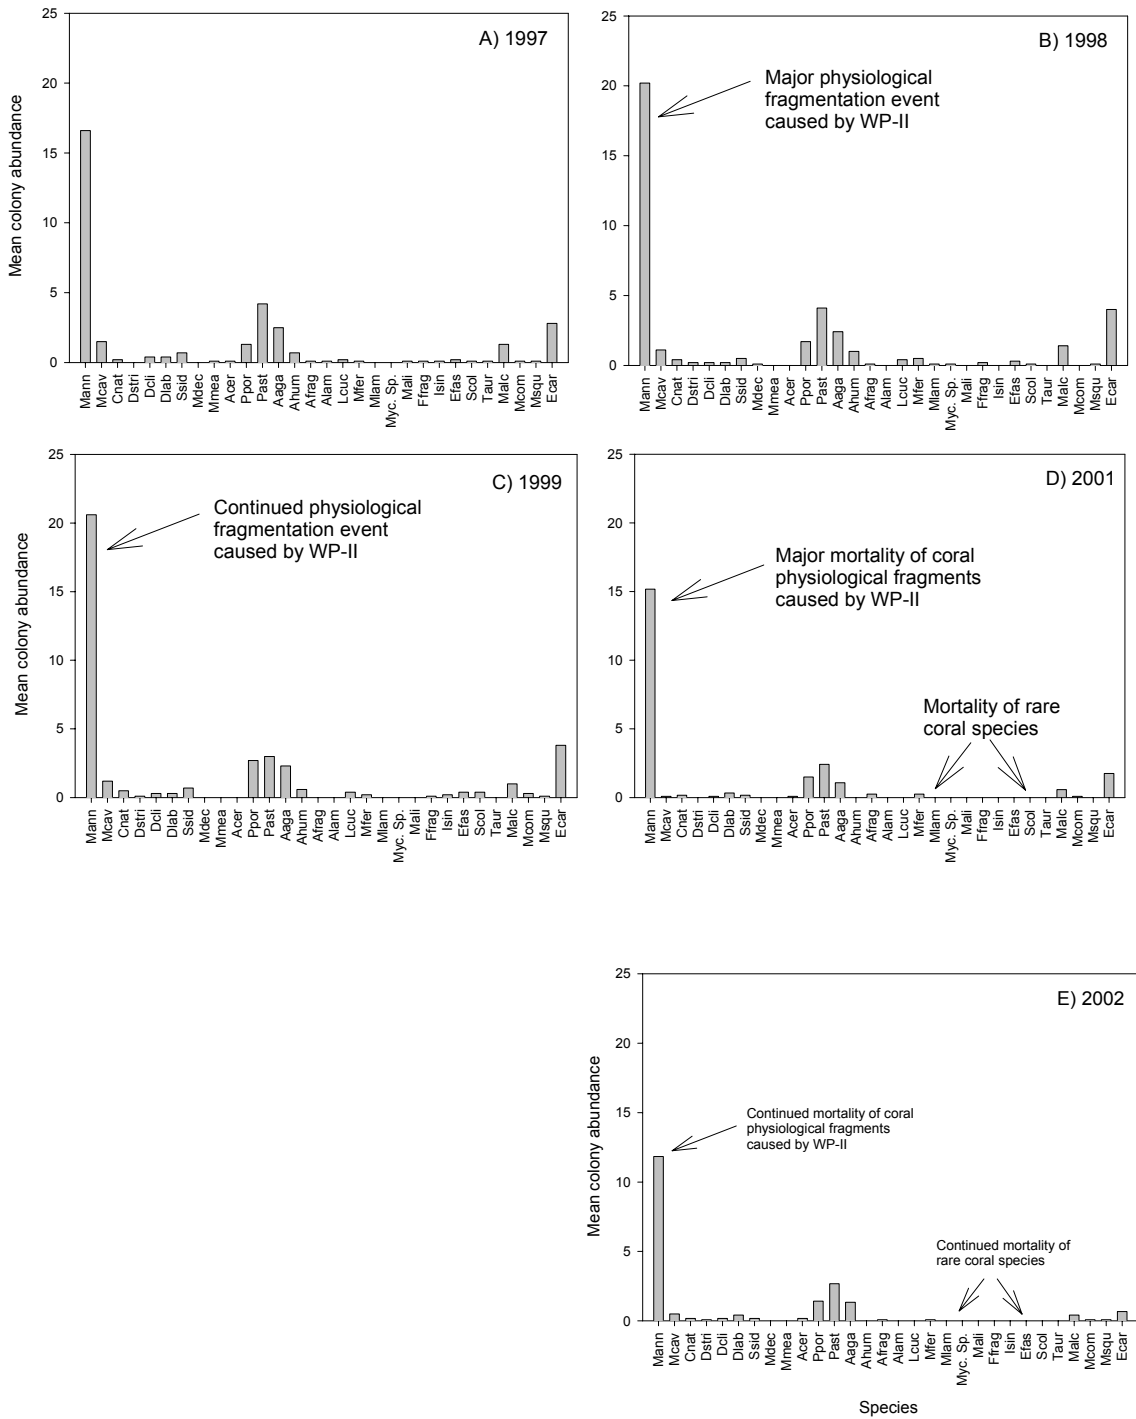 A) 1997
25
20
15
10
5
0
Mean colony abundance
Mann Mcav Cnat Dstri Dcli Dlab Ssid Mdec Mmea Acer Ppor Past Aaga Ahum Afrag Alam Lcuc Mfer Mlam Myc. Sp. Mali Ffrag Isin Efas Scol Taur Malc Mcom Msqu Ecar
B) 1998
25
20
15
10
5
0
Major physiological
fragmentation event
caused by WP-II
Mann Mcav Cnat Dstri Dcli Dlab Ssid Mdec Mmea Acer Ppor Past Aaga Ahum Afrag Alam Lcuc Mfer Mlam Myc. Sp. Mali Ffrag Isin Efas Scol Taur Malc Mcom Msqu Ecar
C) 1999
25
20
15
10
5
0
Mean colony abundance
Continued physiological
fragmentation event
caused by WP-II
Mann Mcav Cnat Dstri Dcli Dlab Ssid Mdec Mmea Acer Ppor Past Aaga Ahum Afrag Alam Lcuc Mfer Mlam Myc. Sp. Mali Ffrag Isin Efas Scol Taur Malc Mcom Msqu Ecar
D) 2001
25
20
15
10
5
0
Major mortality of coral
physiological fragments
caused by WP-II
Mortality of rare
coral species
Mann Mcav Cnat Dstri Dcli Dlab Ssid Mdec Mmea Acer Ppor Past Aaga Ahum Afrag Alam Lcuc Mfer Mlam Myc. Sp. Mali Ffrag Isin Efas Scol Taur Malc Mcom Msqu Ecar
E) 2002
25
20
15
10
5
0
Mean colony abundance
Continued mortality of coral
physiological fragments
caused by WP-II
Continued mortality of
rare coral species
Mann Mcav Cnat Dstri Dcli Dlab Ssid Mdec Mmea Acer Ppor Past Aaga Ahum Afrag Alam Lcuc Mfer Mlam Myc. Sp. Mali Ffrag Isin Efas Scol Taur Malc Mcom Msqu Ecar
Species